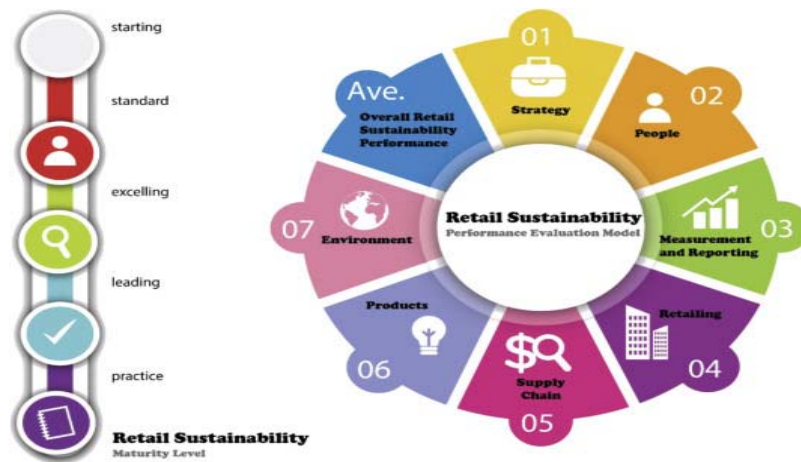 starting
standard
excelling
leading
practice
Retail Sustainability
Maturity Level
Ave.
Overall Retail
Sustainability
Performance
01
Strategy
02
People
03
Measurement
and Reporting
Retailing
04
$
Supply
Chain
05
Products
06
07
Environment
Retail Sustainability
Performance Evaluation Model